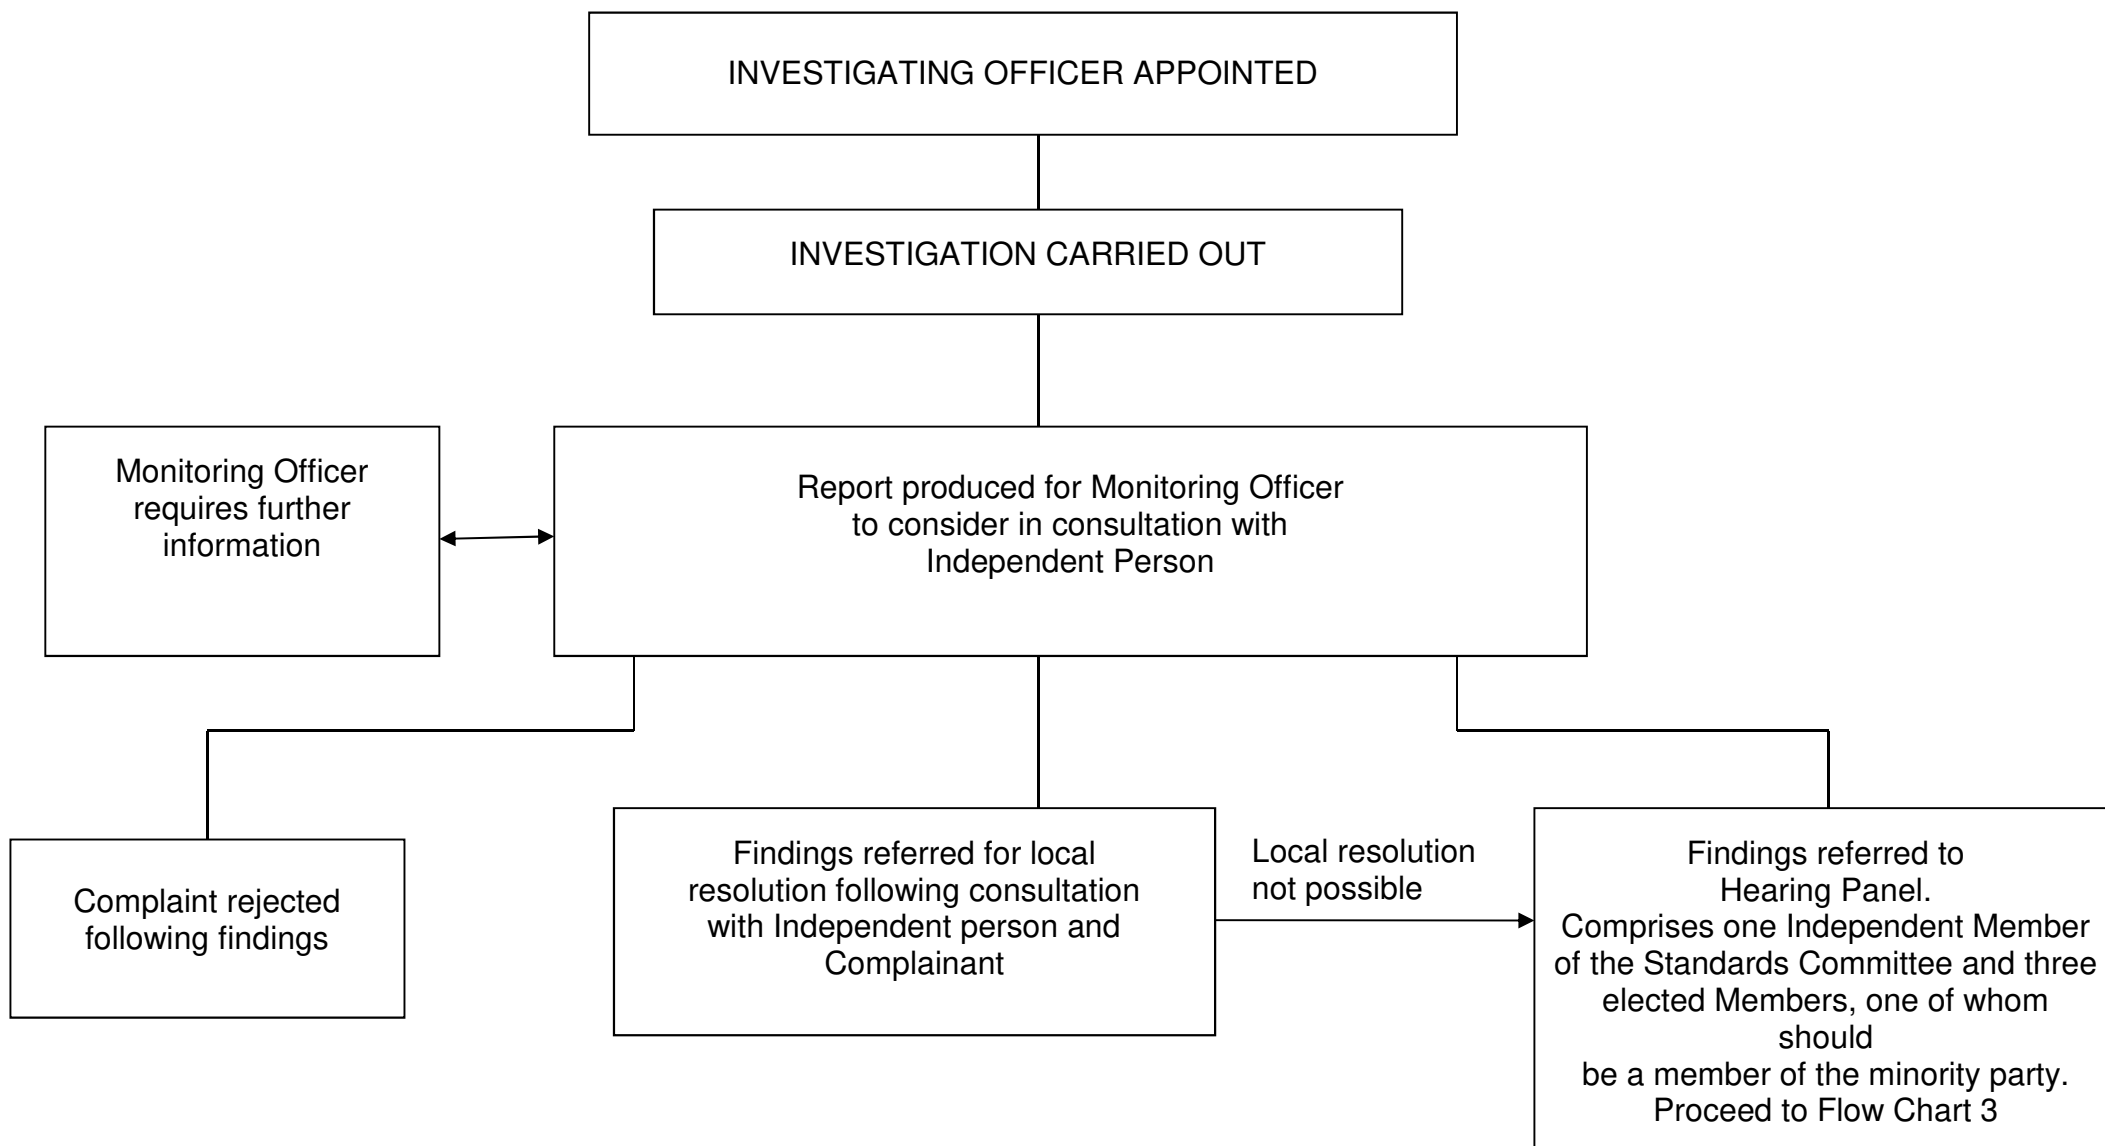 INVESTIGATING OFFICER APPOINTED
INVESTIGATION CARRIED OUT
Monitoring Officer
requires further
information
Report produced for Monitoring Officer
to consider in consultation with
Independent Person
Complaint rejected
following findings
Findings referred for local
resolution following consultation
with Independent person and
Complainant
Local resolution
not possible
Findings referred to
Hearing Panel.
Comprises one Independent Member
of the Standards Committee and three
elected Members, one of whom
should
be a member of the minority party.
Proceed to Flow Chart 3